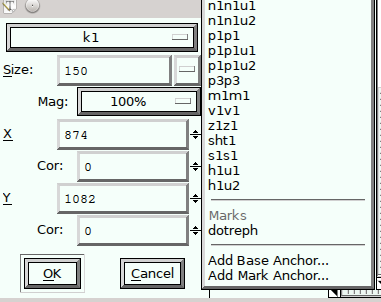 k1
Size: 150
Mag: 100%
X 874
Cor: 0
Y 1082
Cor: 0
OK Cancel
n1n1u1
n1n1u2
p1p1
p1p1u1
p1p1u2
p3p3
m1m1
v1v1
z1z1
sht1
s1s1
h1u1
h1u2
Marks
dotreph
Add Base Anchor...
Add Mark Anchor...